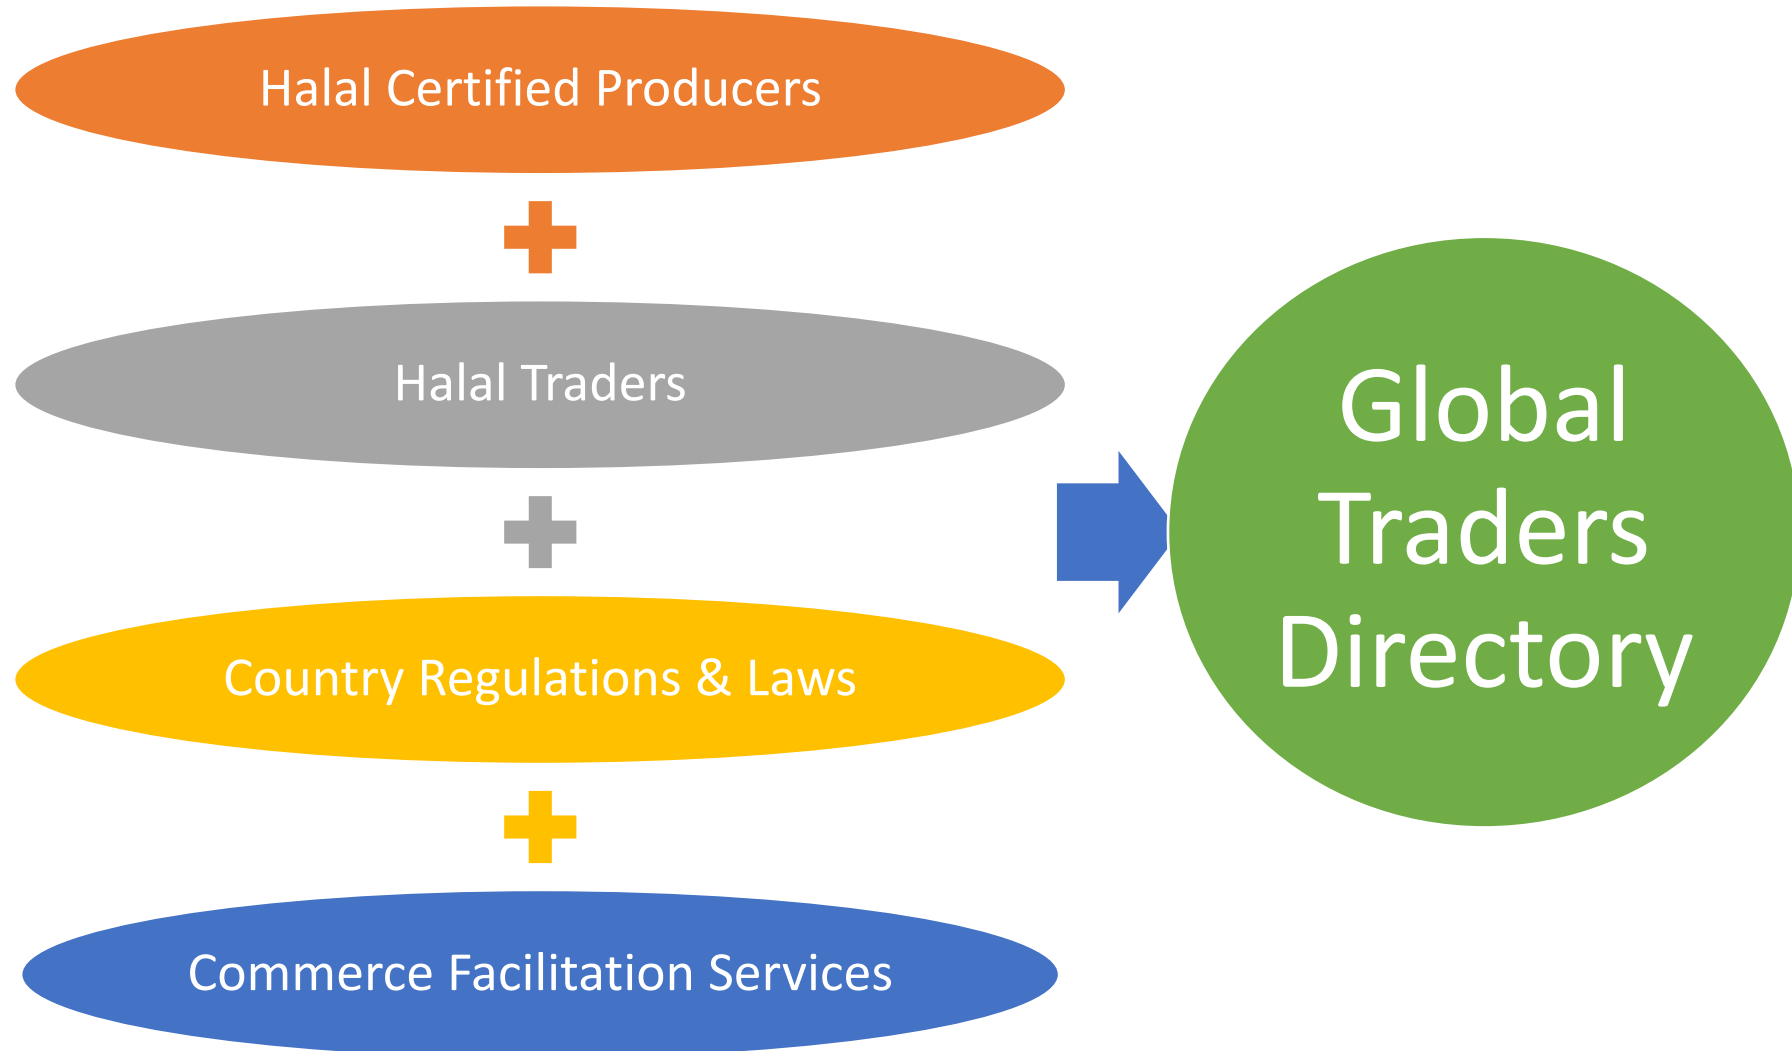 Halal Certified Producers
Halal Traders
Country Regulations & Laws
Commerce Facilitation Services
Global
Traders
Directory